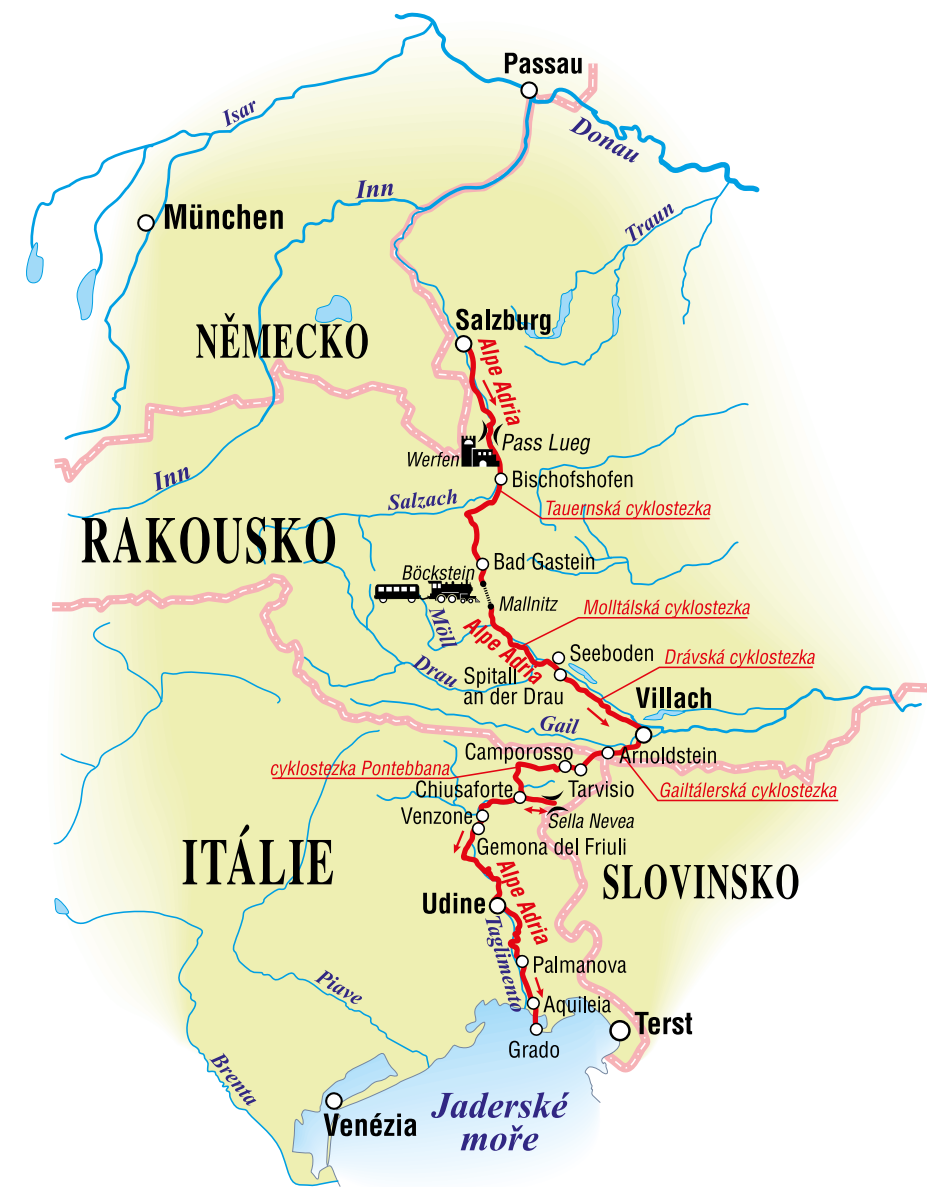 Passau
Isar
Donau
Inn
München
Traun
Salzburg
NĚMECKO
Alpe Adria
Pass Lueg
Werfen
Inn
Bischofshofen
Salzach
Tauernská cyklostezka
RAKOUSKO
Bad Gastein
Böckstein
Mallnitz
Molltálská cyklostezka
Möll
Alpe Adria
Seeboden
Drávská cyklostezka
Drau
Spitall
an der Drau
Villach
Gail
Camporosso
Arnoldstein
cyklostezka Pontebbana
Chiusaforte
Tarvisio
Gailtálerská cyklostezka
Venzone
Sella Nevea
Gemona del Friuli
ITÁLIE
SLOVINSKO
Alpe Adria
Udine
Taglimento
Palmanova
Piave
Aquileia
Terst
Grado
Brenta
Jaderské
moře
Venézia